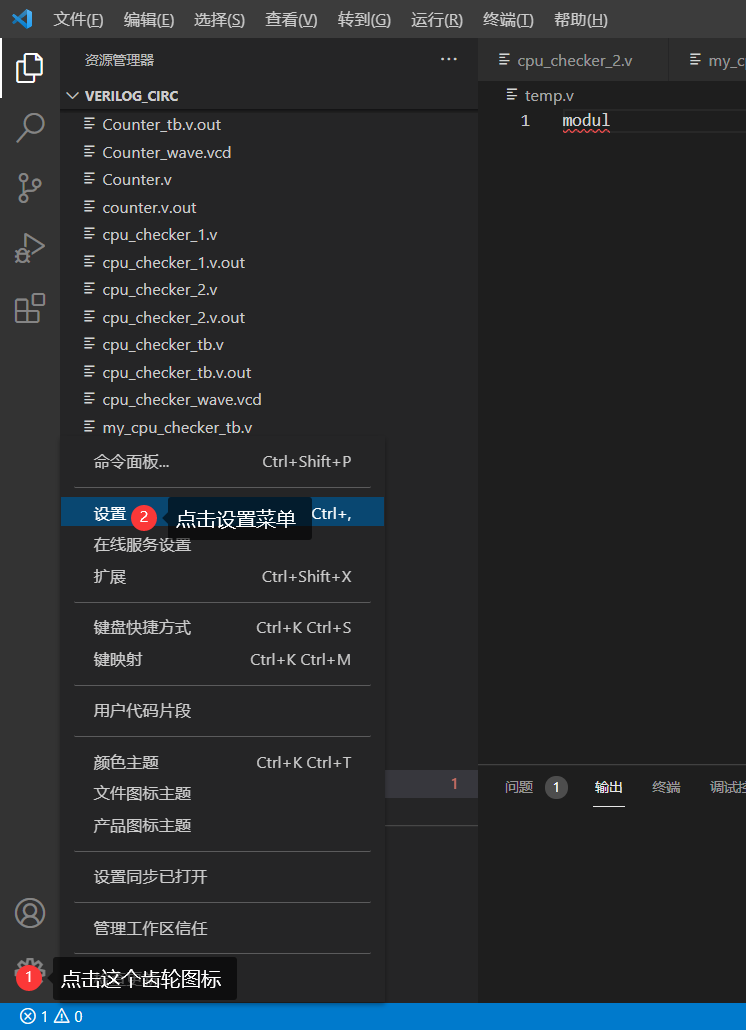 文件(F) 编辑(E) 选择(S) 查看(V) 转到(G) 运行(R) 终端(T) 帮助(H)
资源管理器 ···
VERILOG_CIRC
Counter_tb.v.out
Counter_wave.vcd
Counter.v
counter.v.out
cpu_checker_1.v
cpu_checker_1.v.out
cpu_checker_2.v
cpu_checker_2.v.out
cpu_checker_tb.v
cpu_checker_tb.v.out
cpu_checker_wave.vcd
my_cpu_checker_tb.v
cpu_checker_2.v my_c
temp.v
1 modul
命令面板... Ctrl+Shift+P
设置 2 点击设置菜单 Ctrl+,
在线服务设置
扩展 Ctrl+Shift+X
键盘快捷方式 Ctrl+K Ctrl+S
键映射 Ctrl+K Ctrl+M
用户代码片段
颜色主题 Ctrl+K Ctrl+T
文件图标主题
产品图标主题
设置同步已打开
管理工作区信任
1 点击这个齿轮图标
1
问题 1 输出 终端 调试控
1 0